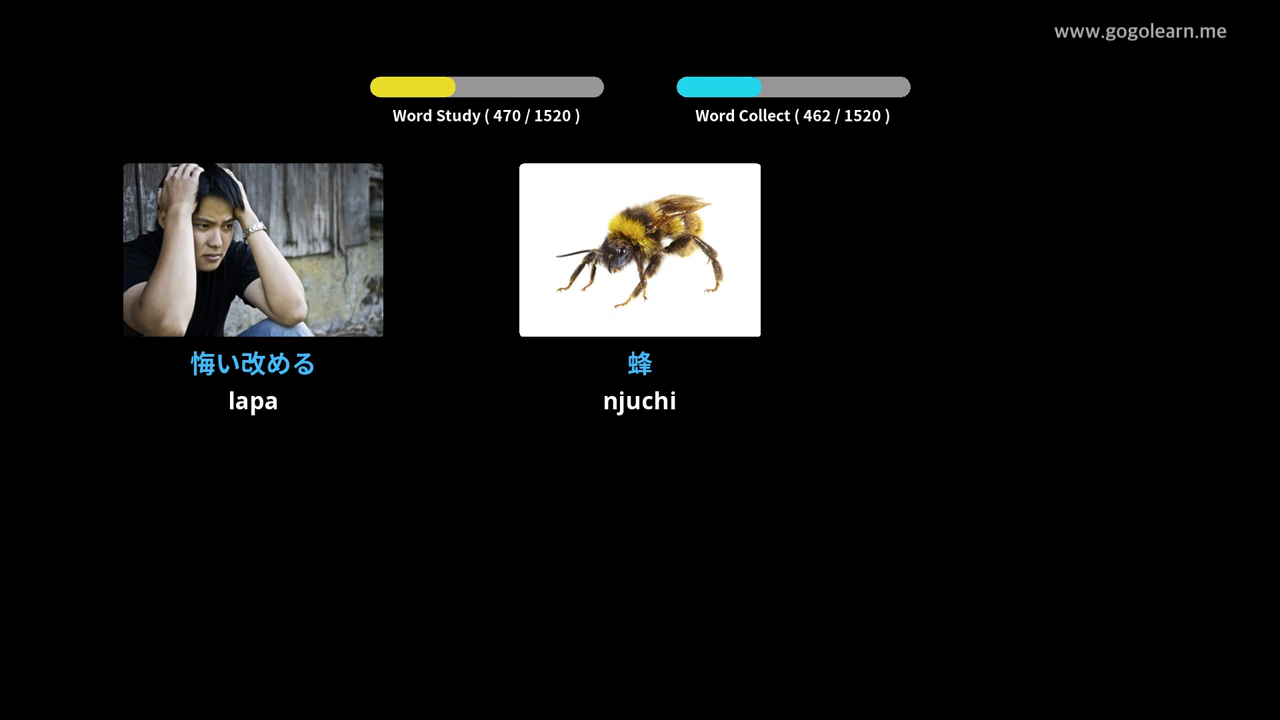 www.gogolearn.me
Word Study ( 470 / 1520 )
Word Collect ( 462 / 1520 )
悔い改める
lapa
蜂
njuchi